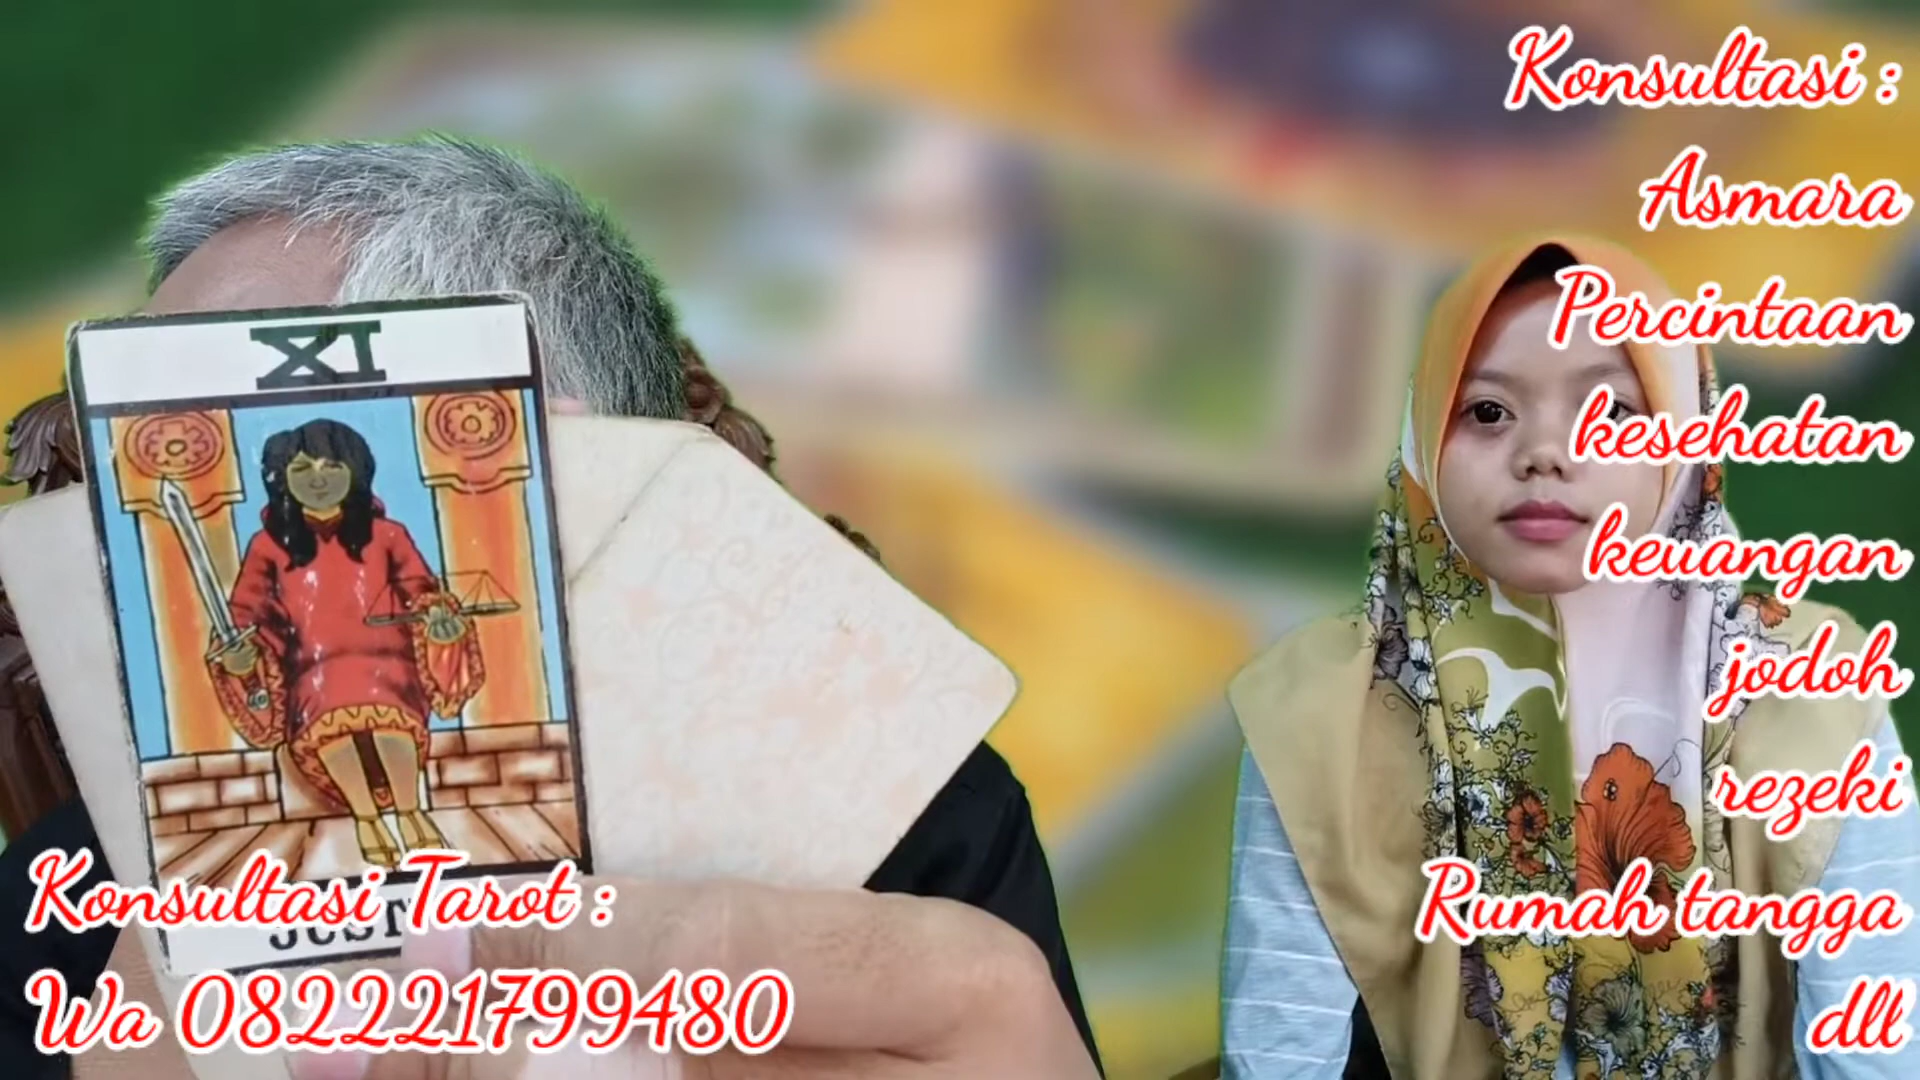 Konsultasi :
Asmara
Percintaan
kesehatan
keuangan
jodoh
rezeki
Rumah tangga
dll
XI
Konsultasi Tarot :
Wa 082221799480